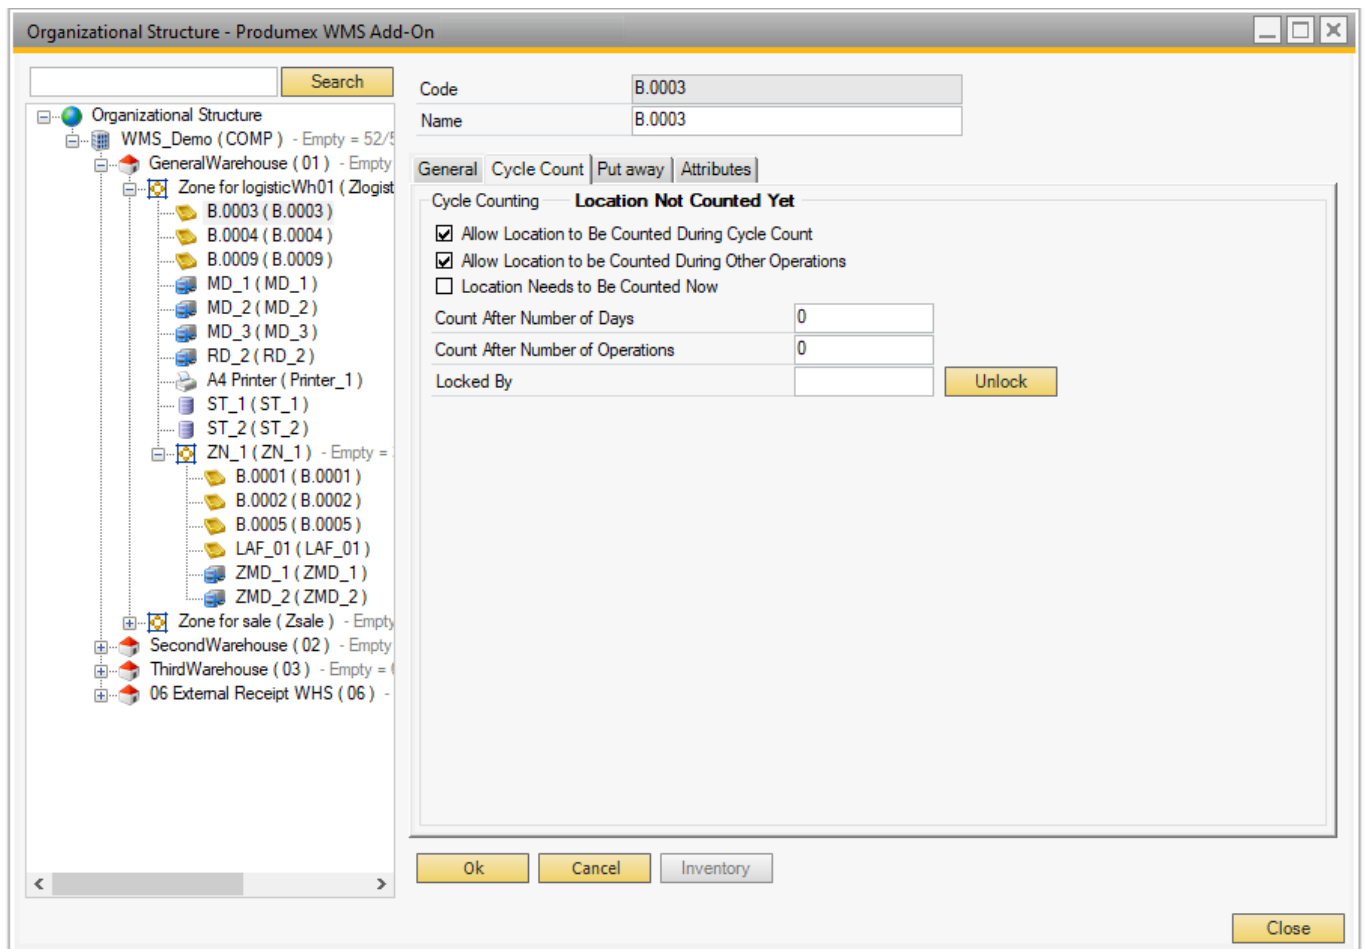 Organizational Structure - Produmex WMS Add-On
Search
Organizational Structure
WMS_Demo ( COMP ) - Empty = 52/5
GeneralWarehouse ( 01 ) - Empty
Zone for logisticWh01 ( Zlogist
B.0003 ( B.0003 )
B.0004 ( B.0004 )
B.0009 ( B.0009 )
MD_1 ( MD_1 )
MD_2 ( MD_2 )
MD_3 ( MD_3 )
RD_2 ( RD_2 )
A4 Printer ( Printer_1 )
ST_1 ( ST_1 )
ST_2 ( ST_2 )
ZN_1 ( ZN_1 ) - Empty =
B.0001 ( B.0001 )
B.0002 ( B.0002 )
B.0005 ( B.0005 )
LAF_01 ( LAF_01 )
ZMD_1 ( ZMD_1 )
ZMD_2 ( ZMD_2 )
Zone for sale ( Zsale ) - Empty
SecondWarehouse ( 02 ) - Empty
ThirdWarehouse ( 03 ) - Empty =
06 External Receipt WHS ( 06 ) -
Code B.0003
Name B.0003
General Cycle Count Put away Attributes
Cycle Counting Location Not Counted Yet
Allow Location to Be Counted During Cycle Count
Allow Location to be Counted During Other Operations
Location Needs to Be Counted Now
Count After Number of Days 0
Count After Number of Operations 0
Locked By Unlock
Ok Cancel Inventory
Close